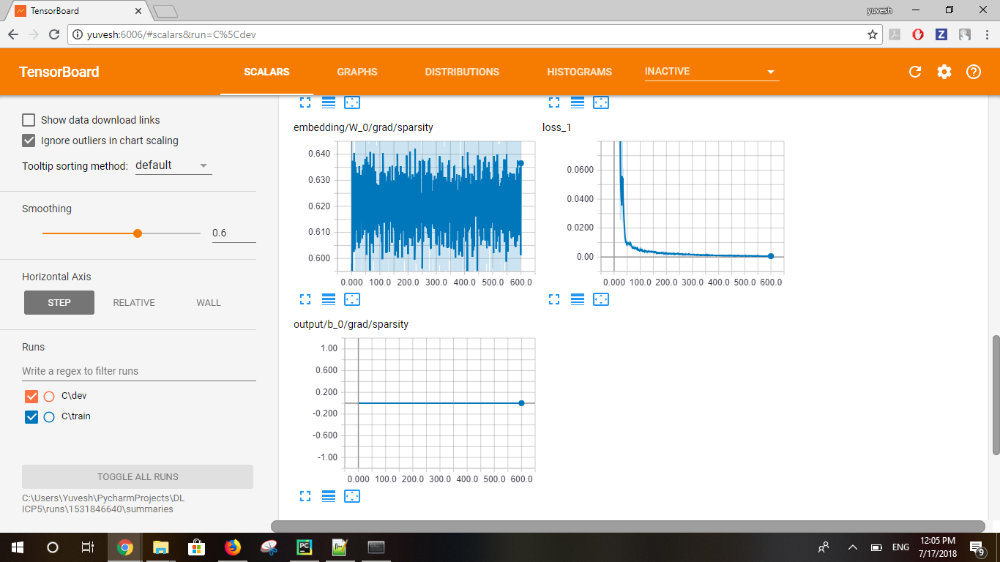 TensorBoard
yuvesh
yuvesh:6006/#scalars&run=C%5Cdev
TensorBoard
SCALARS
GRAPHS
DISTRIBUTIONS
HISTOGRAMS
INACTIVE
Show data download links
Ignore outliers in chart scaling
Tooltip sorting method: default
Smoothing
0.6
Horizontal Axis
STEP
RELATIVE
WALL
Runs
Write a regex to filter runs
C\dev
C\train
TOGGLE ALL RUNS
C:\Users\Yuvesh\PycharmProjects\DL
ICP5\runs\1531846640\summaries
embedding/W_0/grad/sparsity
0.640
0.630
0.620
0.610
0.600
0.000 100.0 200.0 300.0 400.0 500.0 600.0
loss_1
0.0600
0.0400
0.0200
0.00
0.000 100.0 200.0 300.0 400.0 500.0 600.0
output/b_0/grad/sparsity
1.00
0.600
0.200
-0.200
-0.600
-1.00
0.000 100.0 200.0 300.0 400.0 500.0 600.0
ENG
12:05 PM
7/17/2018
9